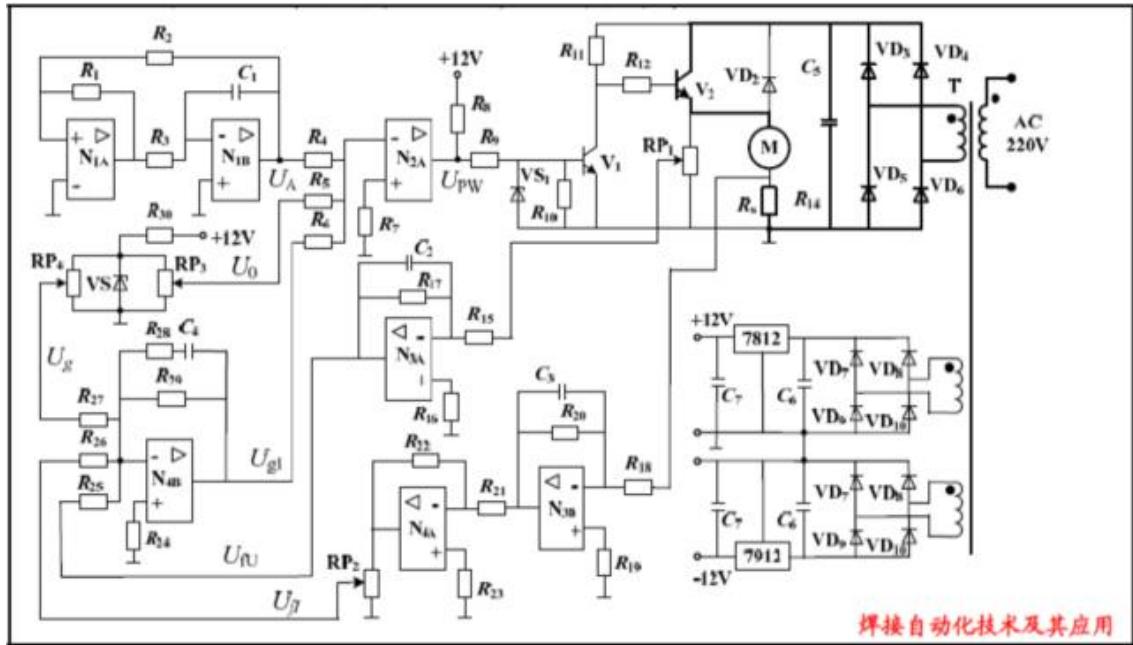 R2
R1
C1
R3
N1A
N1B
UA
R4
R5
R6
R7
N2A
+12V
R8
R9
UPW
VS1
R10
V1
R11
R12
V2
VD2
RP1
M
R14
C5
VD3
VD4
VD5
VD6
T
AC
220V
R30
+12V
RP4
VS
RP3
U0
Ug
R28
C4
R27
R26
R25
N4B
R24
Ug1
UfU
UfI
C2
R17
N3A
R15
R16
C3
R20
N3B
R18
R19
R21
R22
N4A
R23
RP2
+12V
7812
C7
C6
VD7
VD8
VD9
VD10
C7
C6
VD7
VD8
VD9
VD10
7912
-12V
焊接自动化技术及其应用